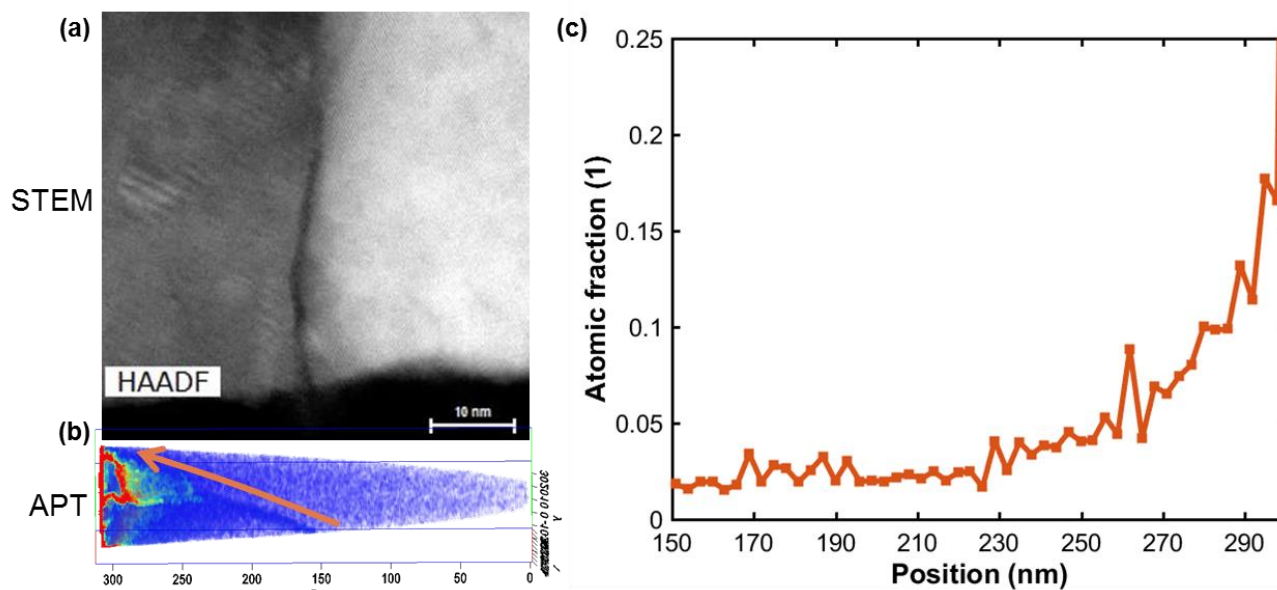 (a)
STEM
HAADF
10 nm
(b)
APT
300 250 200 150 100 50 0
Y
(c)
Atomic fraction (1)
0.25
0.2
0.15
0.1
0.05
0
150 170 190 210 230 250 270 290
Position (nm)